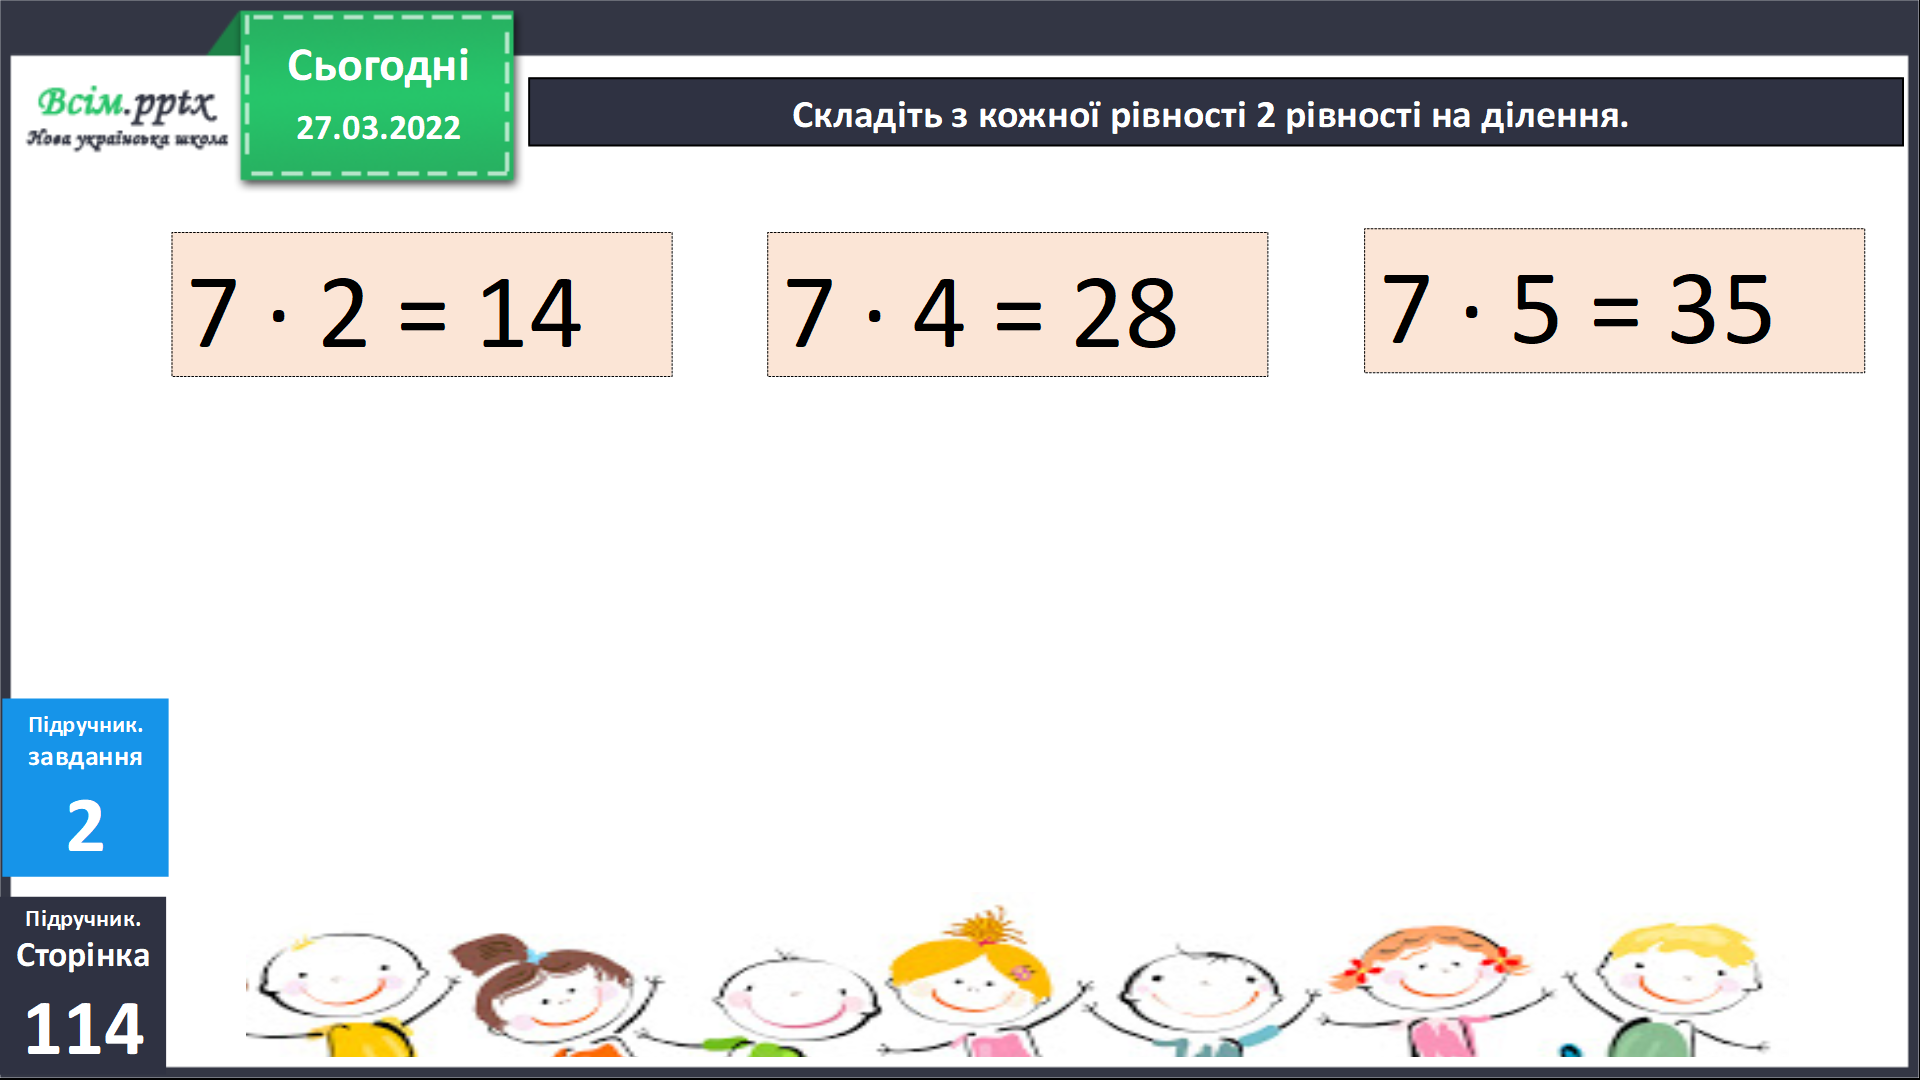 Всім.pptx
Нова українська школа
Сьогодні
27.03.2022
Складіть з кожної рівності 2 рівності на ділення.
7 · 2 = 14
7 · 4 = 28
7 · 5 = 35
Підручник.
завдання
2
Підручник.
Сторінка
114